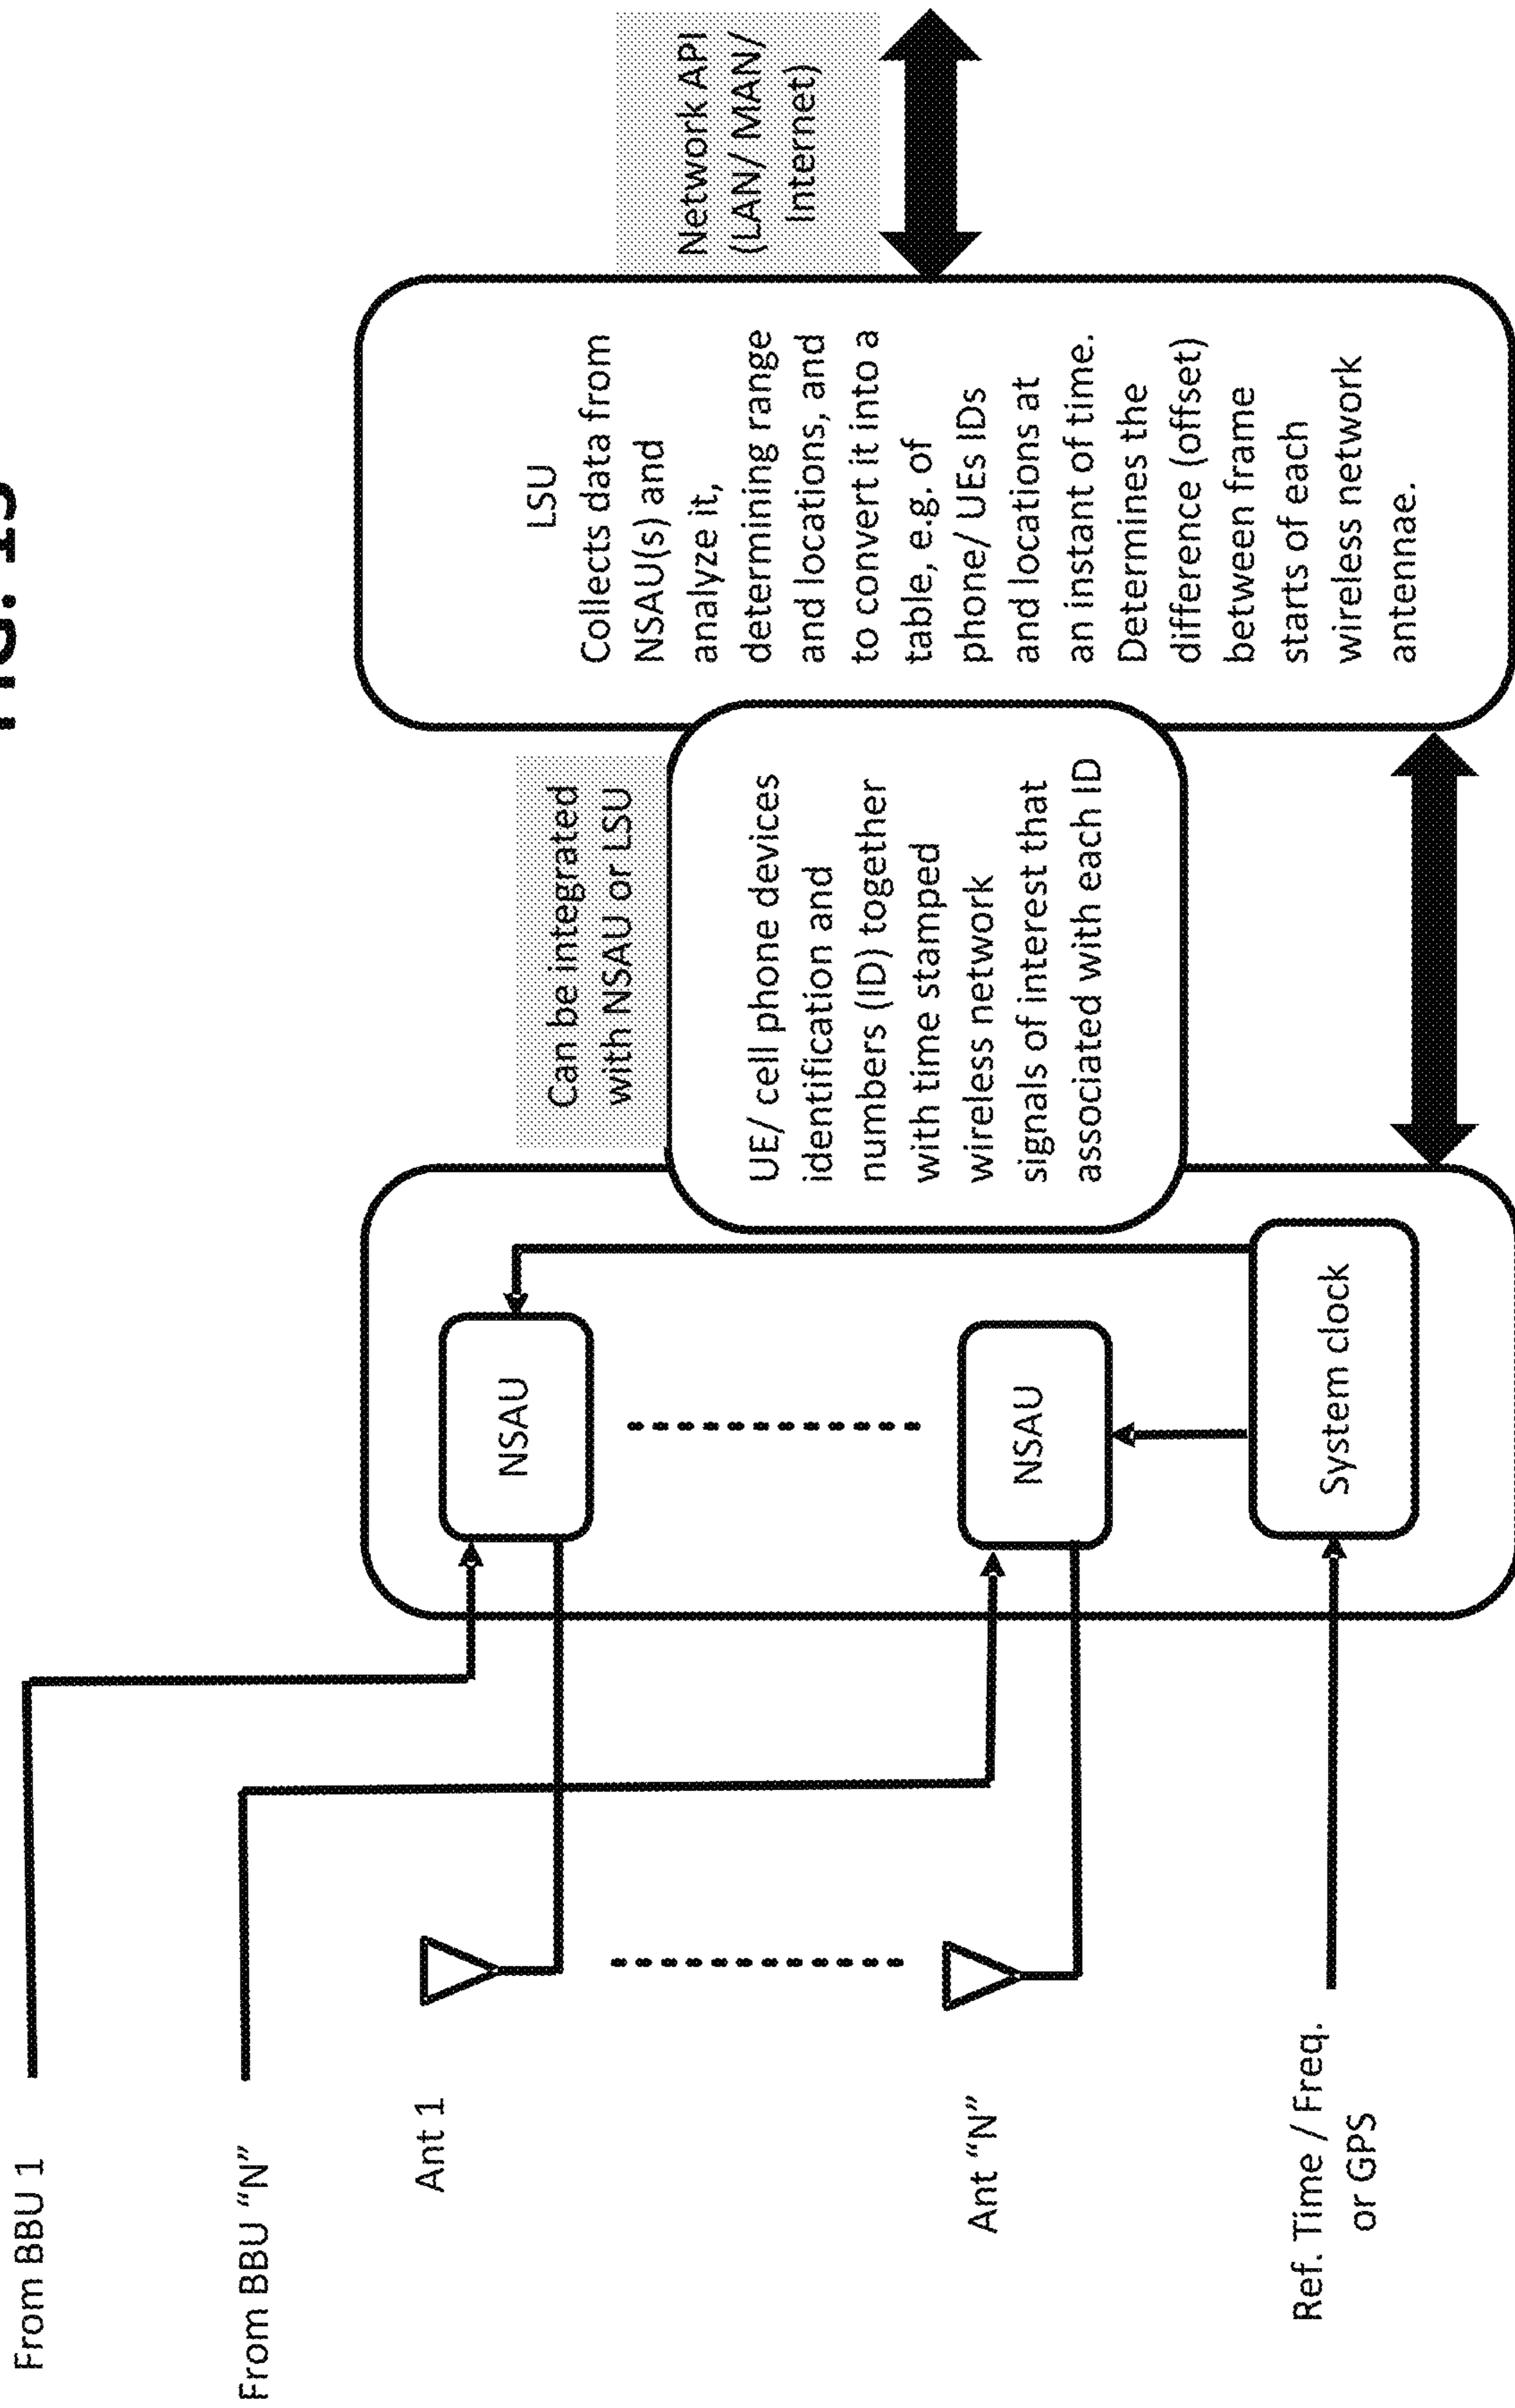 FIG.
From BBU 1
From BBU "N"
Ant 1
Ant "N"
Ref. Time / Freq.
or GPS
NSAU
NSAU
System clock
Can be integrated
with NSAU or LSU
UE/ cell phone devices
identification and
numbers (ID) together
with time stamped
wireless network
signals of interest that
associated with each ID
LSU
Collects data from
NSAU(s) and
analyze it,
determining range
and locations, and
to convert it into a
table, e.g. of
phone/ UEs IDs
and locations at
an instant of time.
Determines the
difference (offset)
between frame
starts of each
wireless network
antennae.
Network API
(LAN/ MAN/
Internet)